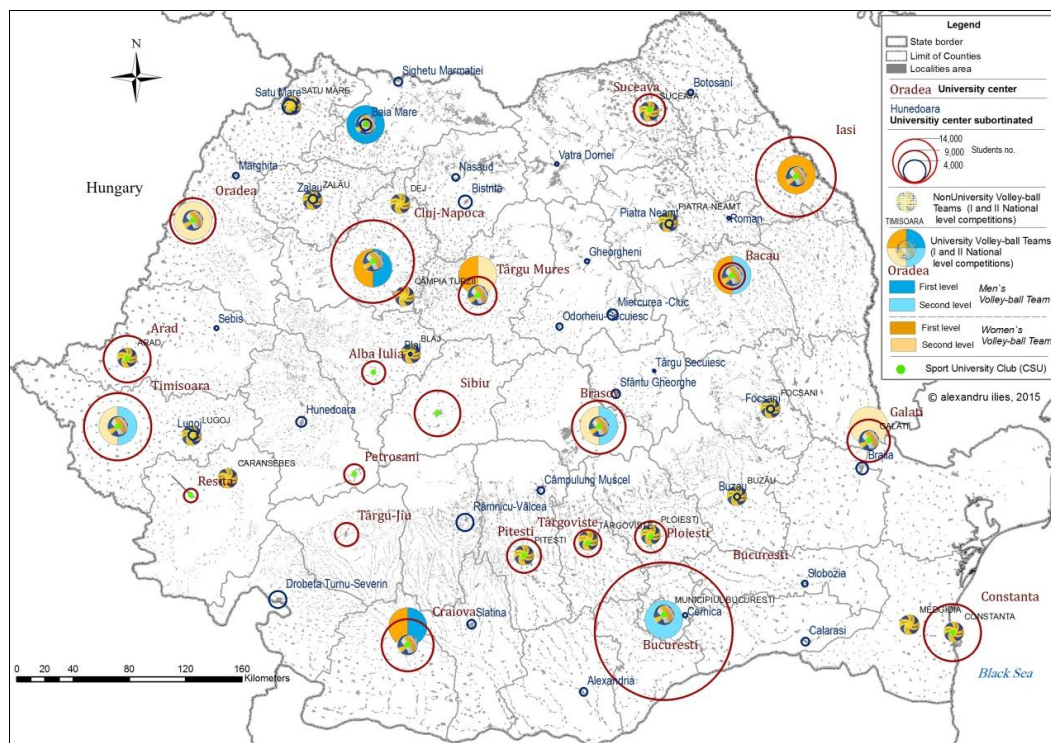 N
Sighetu Marmatiei
Satu Mare
SATU MARE
Baia Mare
Suceava
SUCEAVA
Botosani
Iasi
Marghita
Hungary
Oradea
Zalau
ZALĂU
DEJ
Nasaud
Bistrita
Vatra Dornei
Cluj-Napoca
Piatra Neamt
PIATRA-NEAMT
Roman
Gheorgheni
Bacau
Târgu Mures
CÂMPIA TURZII
Miercurea -Cluc
Odorheiu-Secuiesc
Sebis
Arad
ARAD
Blaj
BLAJ
Alba Iulia
Târgu Secuiesc
Sfântu Gheorghe
Timisoara
Sibiu
Brasov
Focsani
FOCȘANI
Hunedoara
Lugoj
LUGOJ
Galati
GALATI
Braila
CARANSEBES
Resita
Petrosani
Câmpulung Mușcel
Buzau
BUZĂU
Râmnicu-Vâlcea
Târgu-Jiu
Pitesti
PITESTI
Târgoviste
TÂRGOVIȘTE
PLOIESTI
Ploiesti
Bucuresti
Slobozia
Drobeta Turnu-Severin
Craiova
Slatina
MUNICIPIUL BUCURESTI
Cernica
Bucuresti
Calarasi
MEDGIDIA
Constanta
CONSTANTA
Alexandria
Black Sea
0 20 40 80 120 160
Kilomefers
Legend
State border
Limit of Counties
Localities area
Oradea University center
Hunedoara
Universitiy center subortinated
14,000
9,000
4,000
Students no.
TIMISOARA
NonUniversity Volley-ball
Teams (I and II National
level competitions)
Oradea
University Volley-ball Teams
(I and II National
level competitions)
First level
Second level
Men`s
Volley-ball Team
First level
Second level
Women`s
Volley-ball Team
Sport University Club (CSU)
© alexandru ilies, 2015